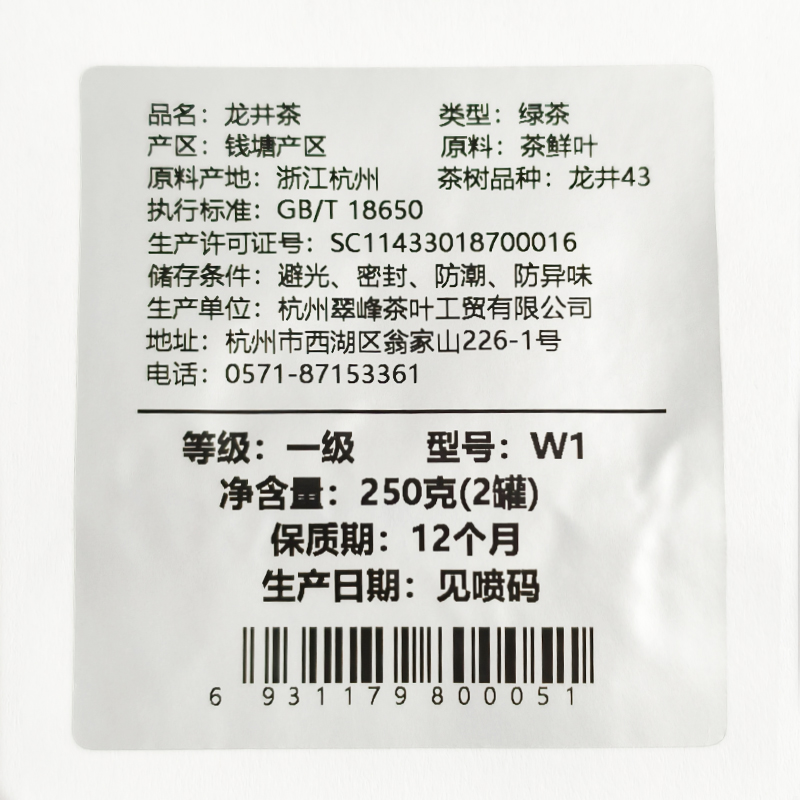 品名：龙井茶 类型：绿茶
产区：钱塘产区 原料：茶鲜叶
原料产地：浙江杭州 茶树品种：龙井43
执行标准：GB/T 18650
生产许可证号：SC11433018700016
储存条件：避光、密封、防潮、防异味
生产单位：杭州翠峰茶叶工贸有限公司
地址：杭州市西湖区翁家山226-1号
电话：0571-87153361
等级：一级 型号：W1
净含量：250克(2罐)
保质期：12个月
生产日期：见喷码
6 931179 800051